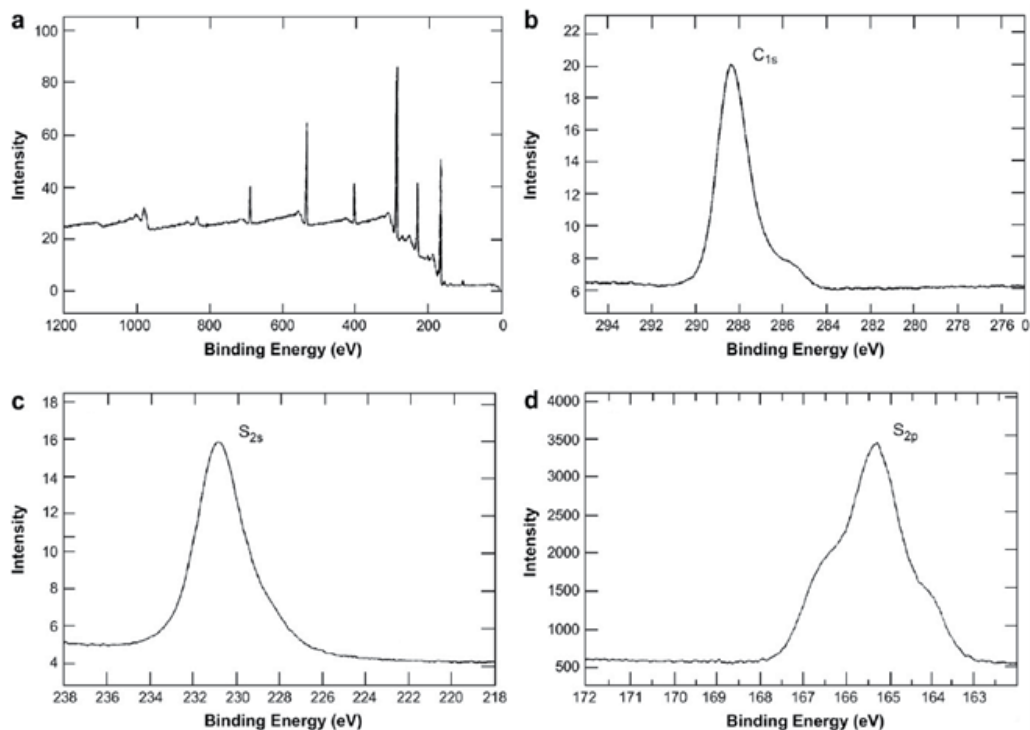 a
100
80
60
40
20
0
Intensity
1200 1000 800 600 400 200 0
Binding Energy (eV)
b
22
20
18
16
14
12
10
8
6
Intensity
C1s
294 292 290 288 286 284 282 280 278 276 0
Binding Energy (eV)
c
18
16
14
12
10
8
6
4
Intensity
S2s
238 236 234 232 230 228 226 224 222 220 218
Binding Energy (eV)
d
4000
3500
3000
2500
2000
1500
1000
500
Intensity
S2p
172 171 170 169 168 167 166 165 164 163
Binding Energy (eV)